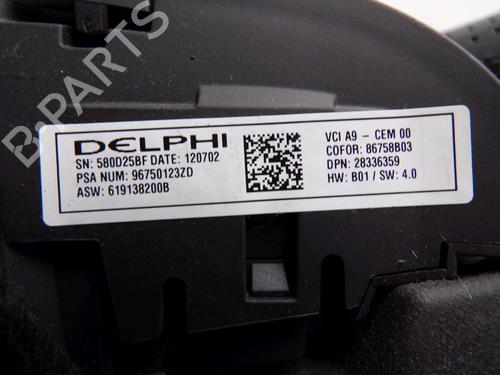 B-PARTS
DELPHI
SN: 580D25BF DATE: 120702
PSA NUM: 96750123ZD
ASW: 619138200B
VCI A9 - CEM 00
COFOR: 86758B03
DPN: 28336359
HW: B01 / SW: 4.0